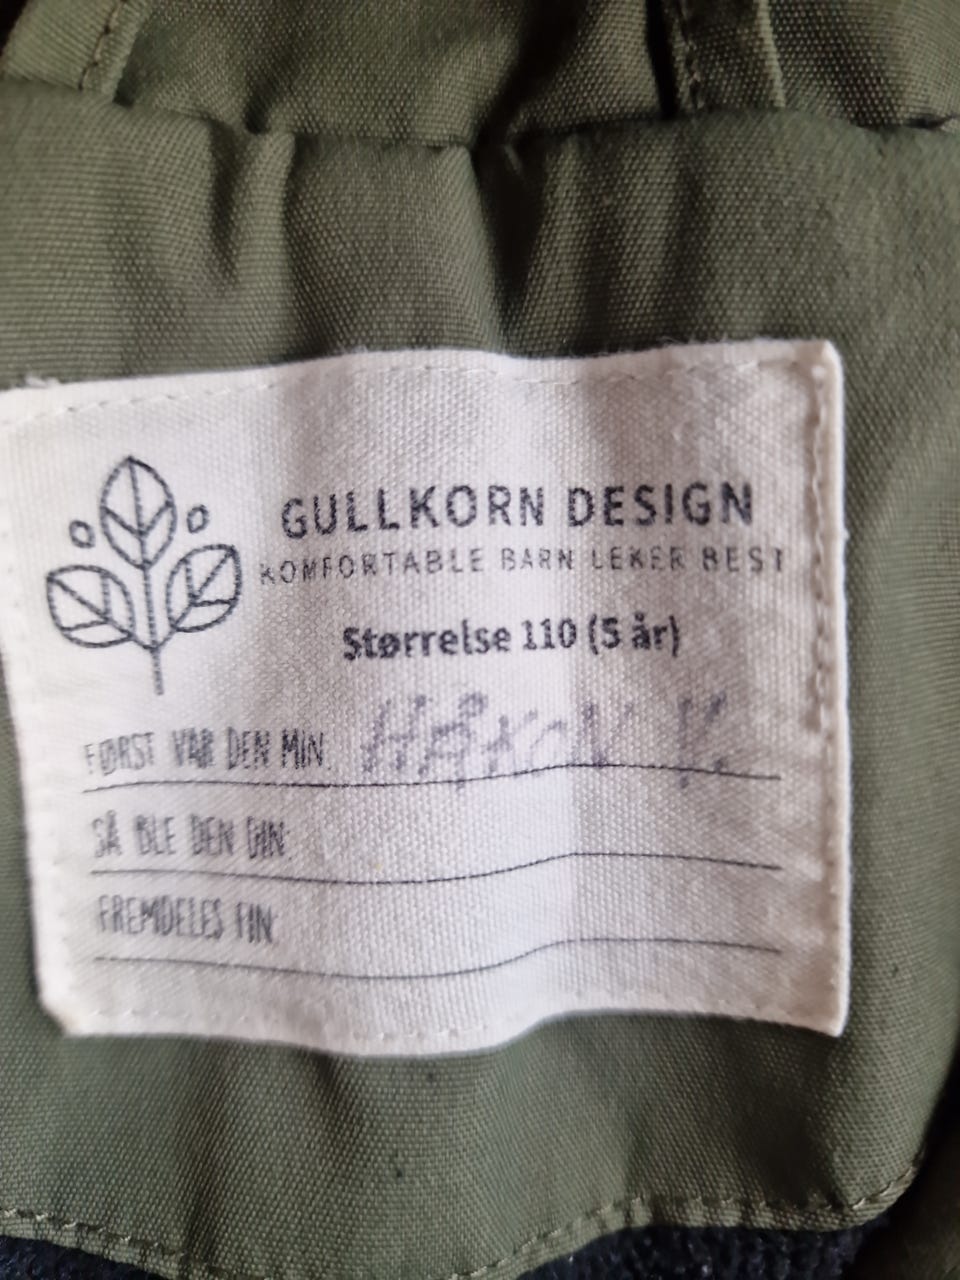 GULLKORN DESIGN
KOMFORTABLE BARN LEKER BEST
Størrelse 110 (5 år)
FØRST VAR DEN MIN: HÅKON V.
SÅ BLE DEN DIN:
FREMDELES FIN: